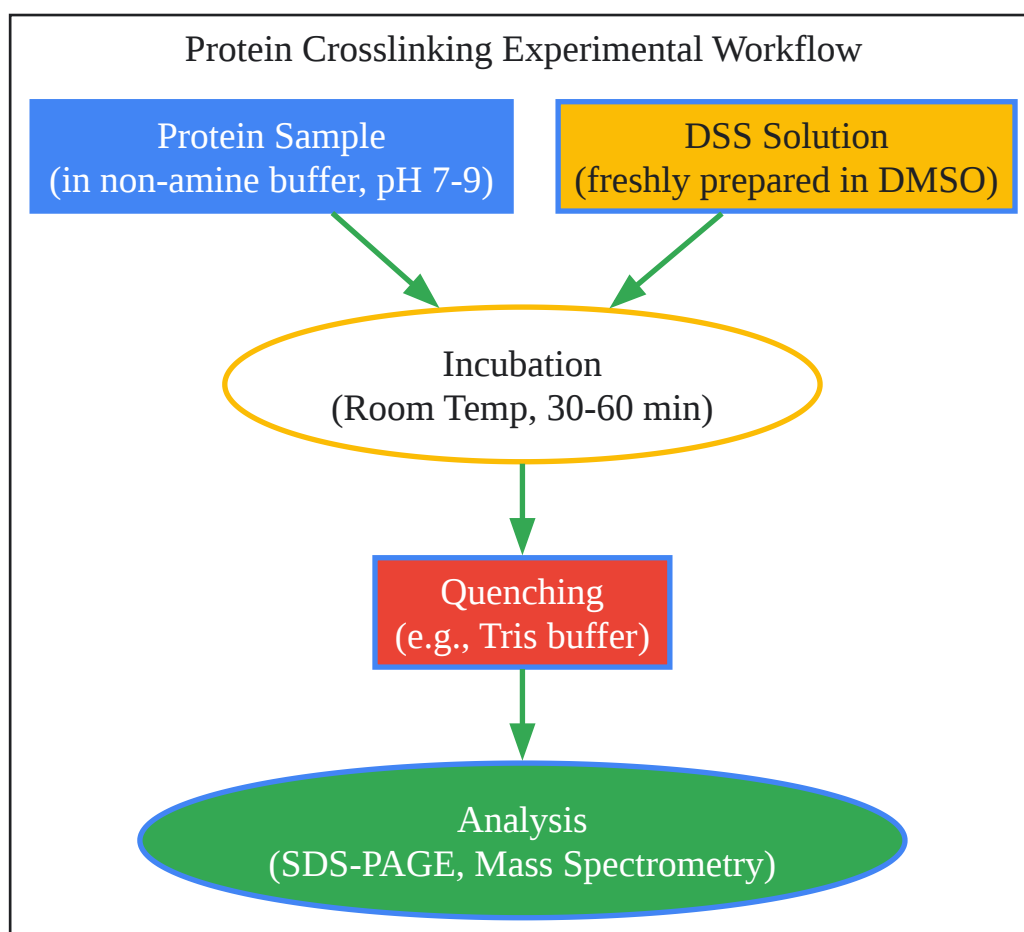 Protein Crosslinking Experimental Workflow
Protein Sample
(in non-amine buffer, pH 7-9)
DSS Solution
(freshly prepared in DMSO)
Incubation
(Room Temp, 30-60 min)
Quenching
(e.g., Tris buffer)
Analysis
(SDS-PAGE, Mass Spectrometry)